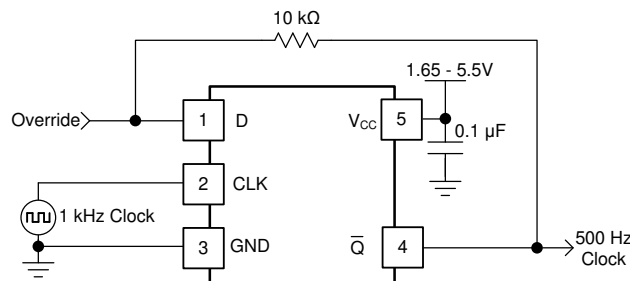 10 kΩ
1.65 - 5.5V
Override
1
D
V_CC
5
0.1 µF
2
CLK
1 kHz Clock
3
GND
Q̅
4
500 Hz
Clock